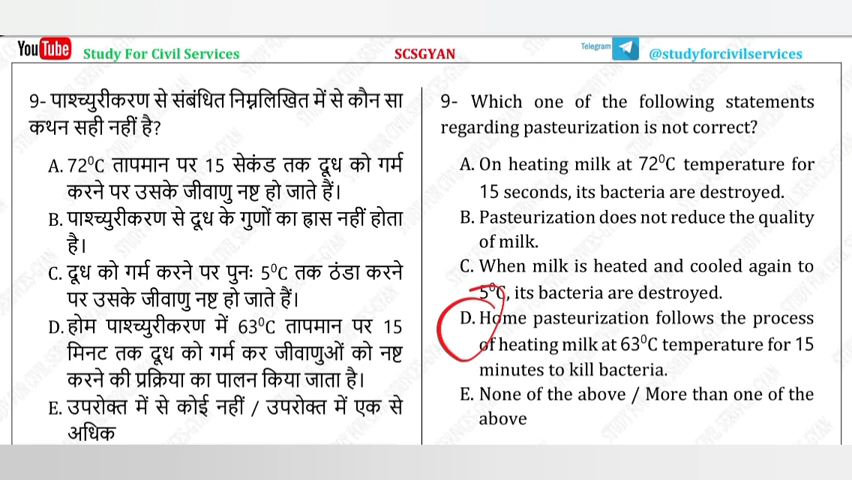 YouTube Study For Civil Services
SCSGYAN
Telegram
@studyforcivilservices
9- पाश्च्युरीकरण से संबंधित निम्नलिखित में से कौन सा
कथन सही नहीं है?
A. 72⁰C तापमान पर 15 सेकंड तक दूध को गर्म
करने पर उसके जीवाणु नष्ट हो जाते हैं।
B. पाश्च्युरीकरण से दूध के गुणों का ह्रास नहीं होता
है।
C. दूध को गर्म करने पर पुनः 5⁰C तक ठंडा करने
पर उसके जीवाणु नष्ट हो जाते हैं।
D. होम पाश्च्युरीकरण में 63⁰C तापमान पर 15
मिनट तक दूध को गर्म कर जीवाणुओं को नष्ट
करने की प्रक्रिया का पालन किया जाता है।
E. उपरोक्त में से कोई नहीं / उपरोक्त में एक से
अधिक
9- Which one of the following statements
regarding pasteurization is not correct?
A. On heating milk at 72⁰C temperature for
15 seconds, its bacteria are destroyed.
B. Pasteurization does not reduce the quality
of milk.
C. When milk is heated and cooled again to
5⁰C, its bacteria are destroyed.
D. Home pasteurization follows the process
of heating milk at 63⁰C temperature for 15
minutes to kill bacteria.
E. None of the above / More than one of the
above